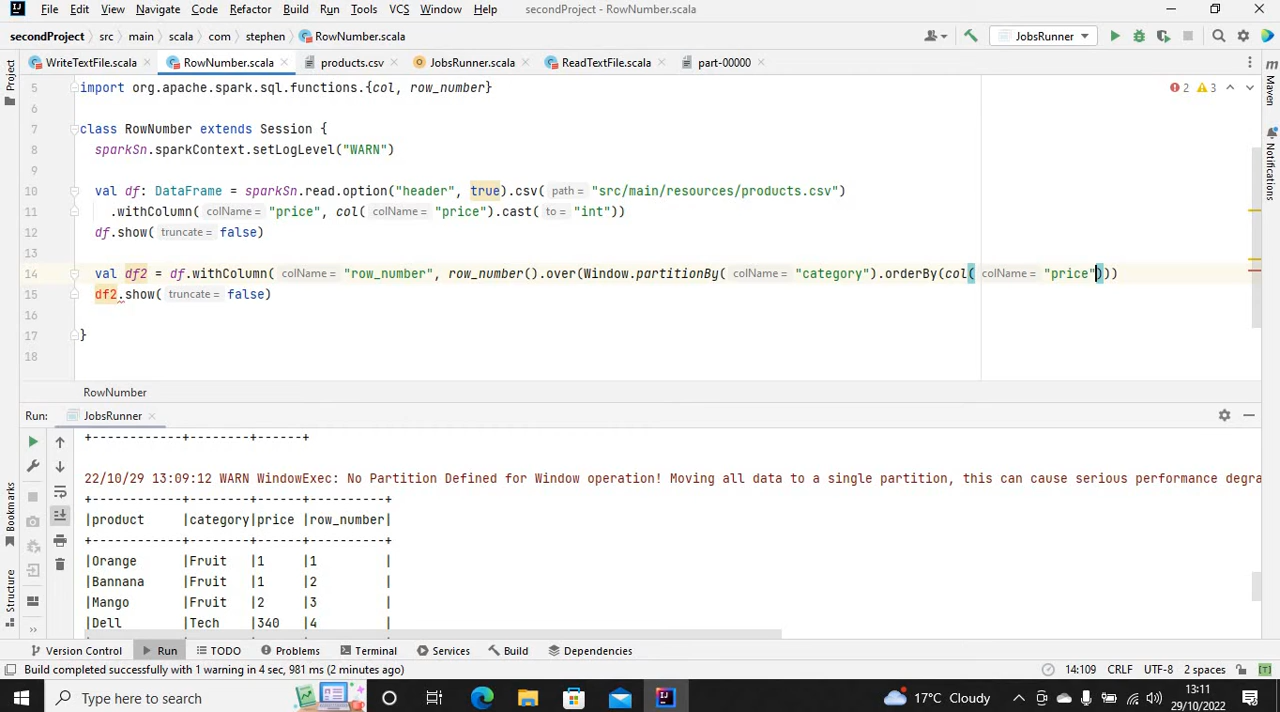 File Edit View Navigate Code Refactor Build Run Tools VCS Window Help secondProject - RowNumber.scala
secondProject src main scala com stephen RowNumber.scala JobsRunner
Project WriteTextFile.scala RowNumber.scala products.csv JobsRunner.scala ReadTextFile.scala part-00000 Maven
5 import org.apache.spark.sql.functions.{col, row_number} 2 3
6
7 class RowNumber extends Session {
8 sparkSn.sparkContext.setLogLevel("WARN")
9
10 val df: DataFrame = sparkSn.read.option("header", true).csv( path = "src/main/resources/products.csv")
11 .withColumn( colName = "price", col( colName = "price").cast( to = "int"))
12 df.show( truncate = false)
13
14 val df2 = df.withColumn( colName = "row_number", row_number().over(Window.partitionBy( colName = "category").orderBy(col( colName = "price")))
15 df2.show( truncate = false)
16
17 }
18
Notifications
RowNumber
Run: JobsRunner
+------------+--------+------+
22/10/29 13:09:12 WARN WindowExec: No Partition Defined for Window operation! Moving all data to a single partition, this can cause serious performance degra
+------------+--------+------+----------+
|product |category|price |row_number|
+------------+--------+------+----------+
|Orange |Fruit |1 |1 |
|Bannana |Fruit |1 |2 |
|Mango |Fruit |2 |3 |
|Dell |Tech |340 |4 |
Bookmarks
Structure
Version Control Run TODO Problems Terminal Services Build Dependencies
Build completed successfully with 1 warning in 4 sec, 981 ms (2 minutes ago) 14:109 CRLF UTF-8 2 spaces
Type here to search 17°C Cloudy 13:11
29/10/2022